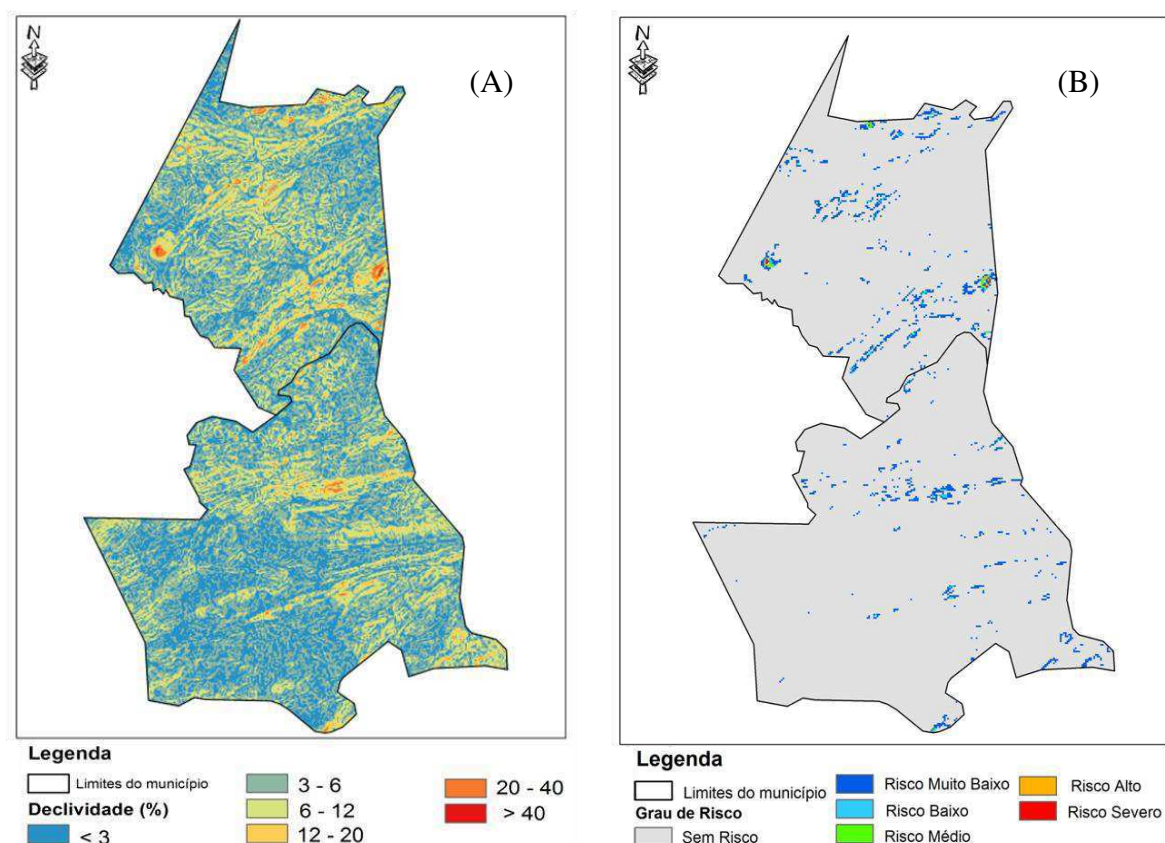 N
(A)
Legenda
Limites do município
Declividade (%)
< 3
3 - 6
6 - 12
12 - 20
20 - 40
> 40
N
(B)
Legenda
Limites do município
Grau de Risco
Sem Risco
Risco Muito Baixo
Risco Baixo
Risco Médio
Risco Alto
Risco Severo